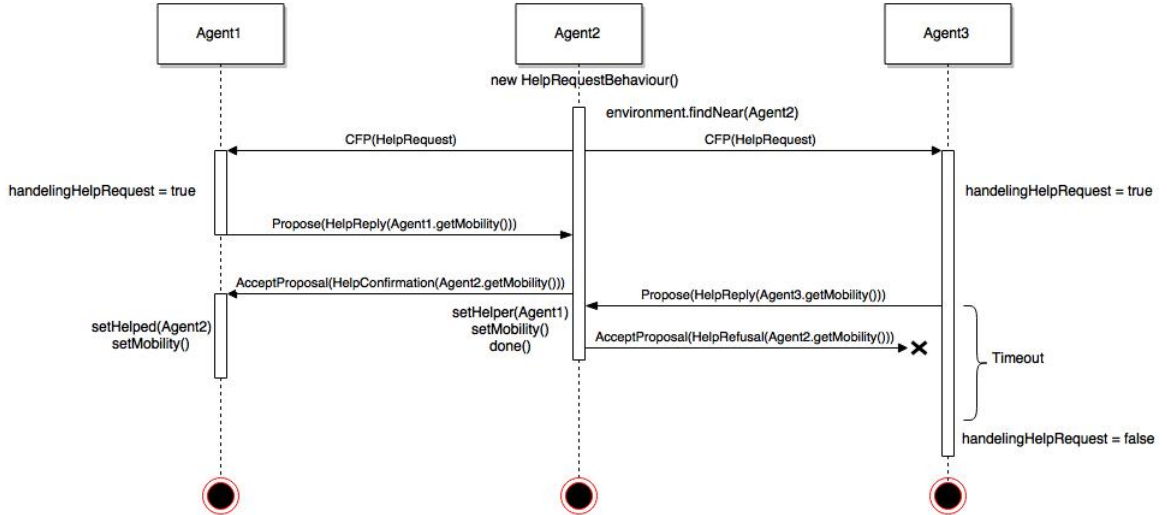 Agent1
Agent2
Agent3
new HelpRequestBehaviour()
environment.findNear(Agent2)
CFP(HelpRequest)
CFP(HelpRequest)
handelingHelpRequest = true
handelingHelpRequest = true
Propose(HelpReply(Agent1.getMobility()))
AcceptProposal(HelpConfirmation(Agent2.getMobility()))
Propose(HelpReply(Agent3.getMobility()))
setHelped(Agent2)
setMobility()
setHelper(Agent1)
setMobility()
done()
AcceptProposal(HelpRefusal(Agent2.getMobility()))
Timeout
handelingHelpRequest = false